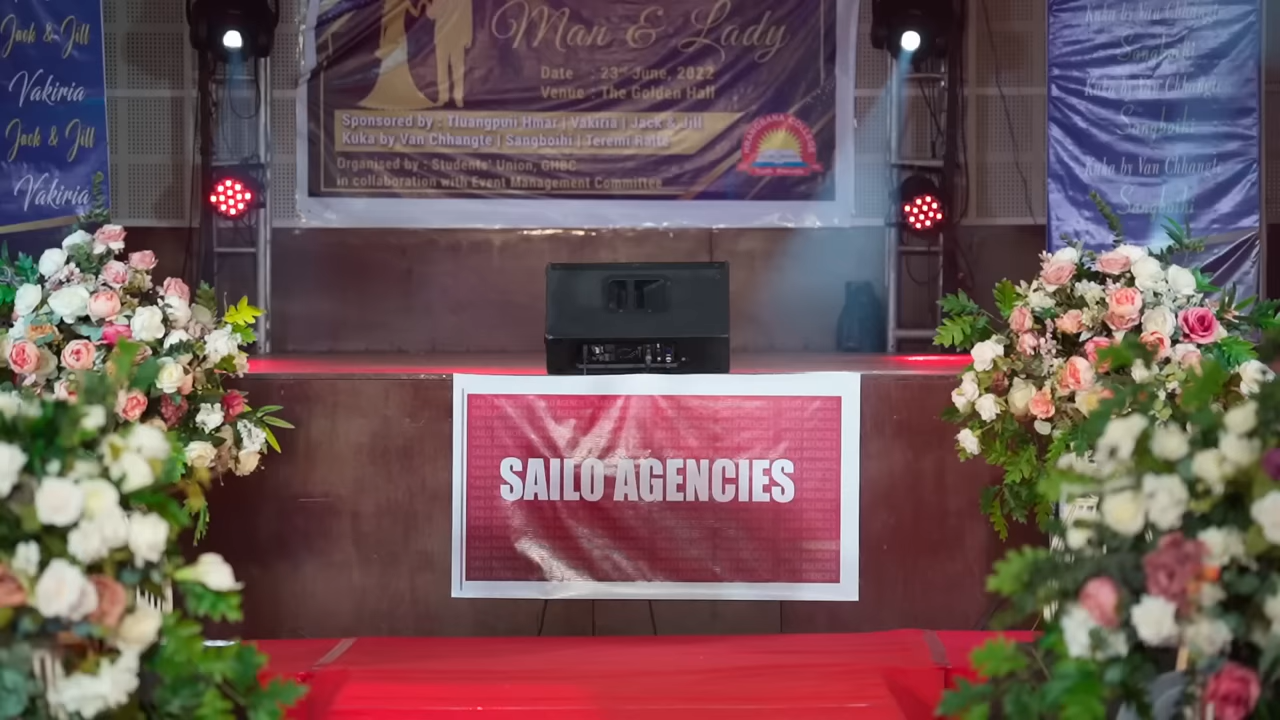 Jack & Jill
Vakiria
Jack & Jill
Vakiria
Man & Lady
Date : 23rd June, 2022
Venue : The Golden Hall
Sponsored by : Tluangpuii Hmar | Vakiria | Jack & Jill
Kuka by Van Chhangte | Sangboihi | Teremi Ralte
Organised by : Students' Union, GHBC
in collaboration with Event Management Committee
Kuka by Van Chhangte
Sangboihi
Kuka by Van Chhangte
Sangboihi
Kuka by Van Chhangte
Sangboihi
SAILO AGENCIES